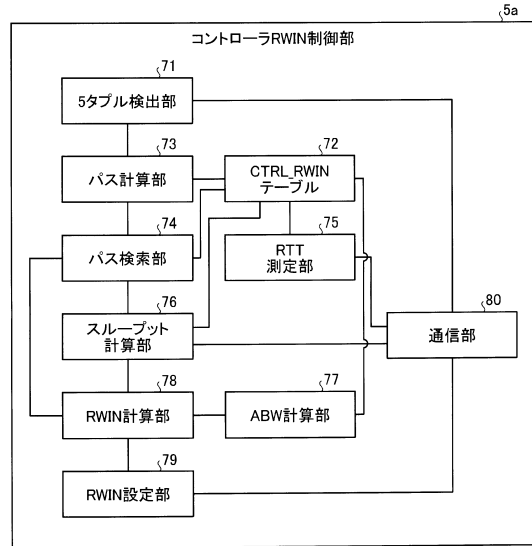 5a
コントローラRWIN制御部
71
5タプル検出部
73
パス計算部
72
CTRL_RWIN
テーブル
74
パス検索部
75
RTT
測定部
76
スループット
計算部
80
通信部
78
RWIN計算部
77
ABW計算部
79
RWIN設定部